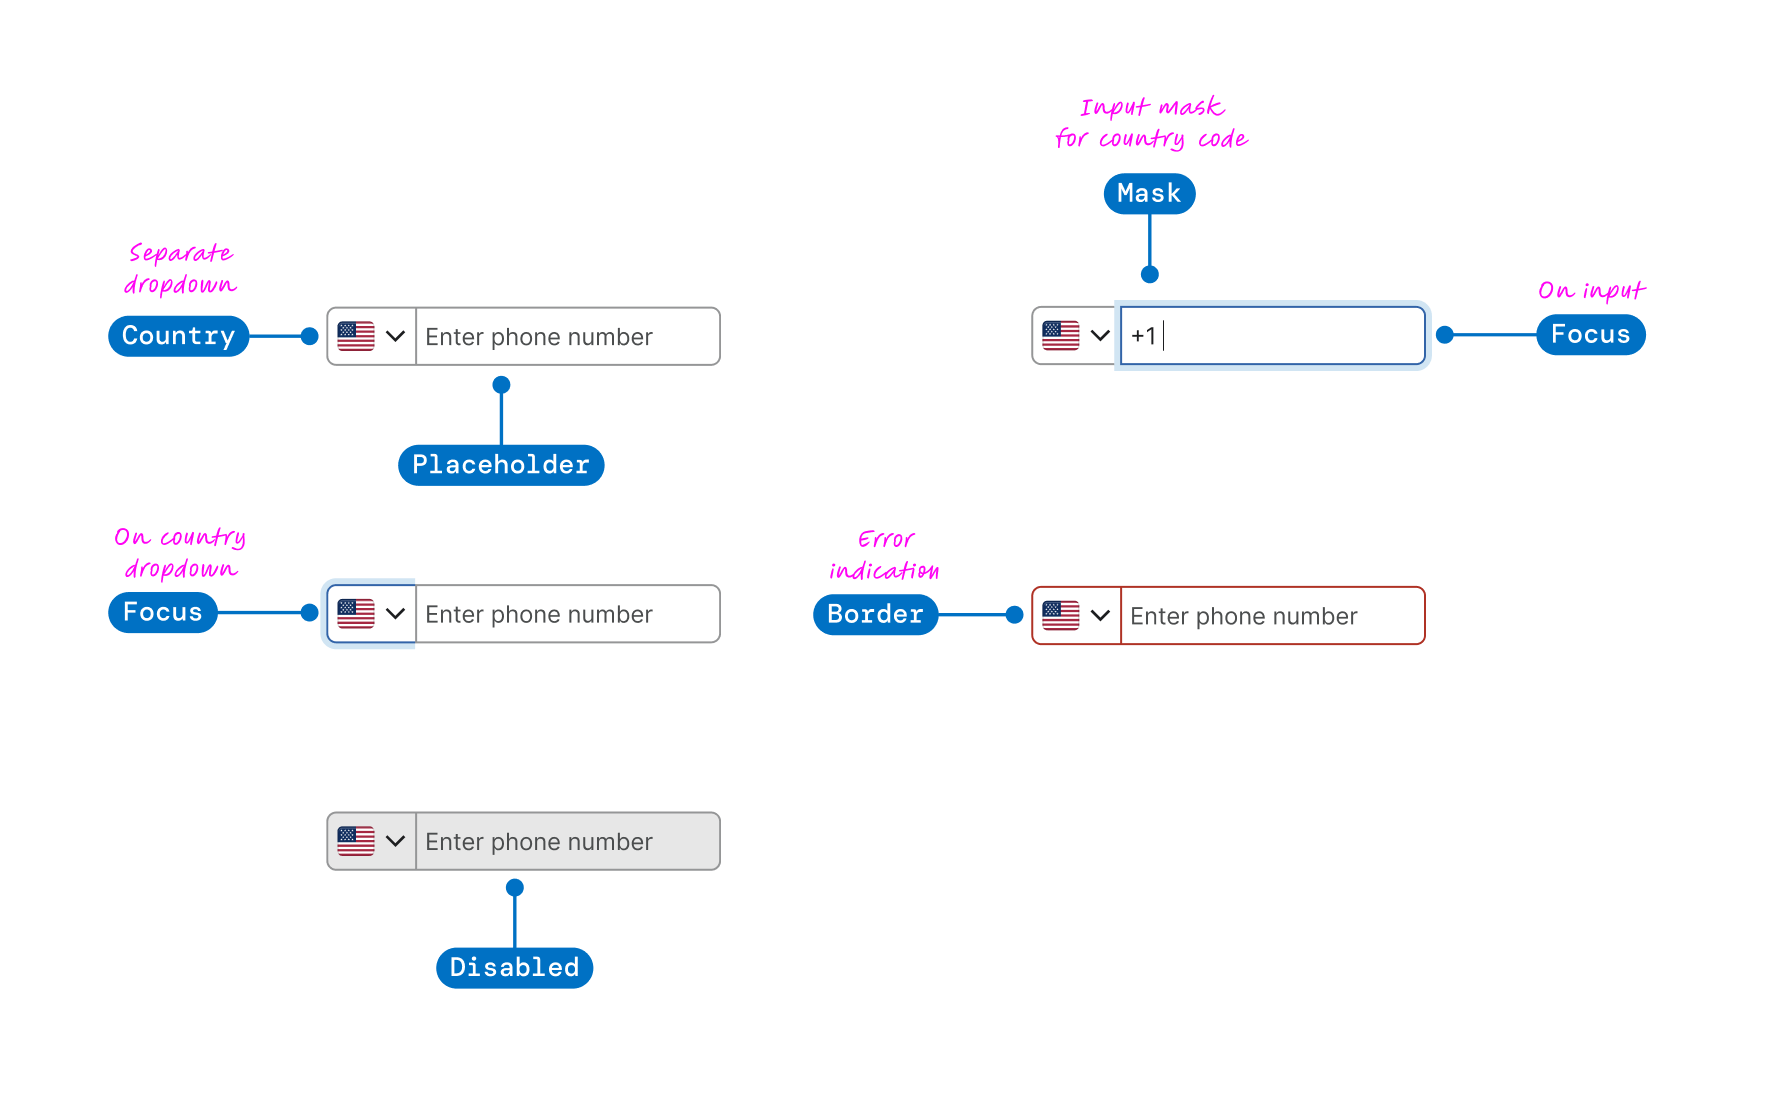 Input mask
for country code
Mask
Separate
dropdown
Country
Enter phone number
Placeholder
+1
On input
Focus
On country
dropdown
Focus
Enter phone number
Error
indication
Border
Enter phone number
Enter phone number
Disabled